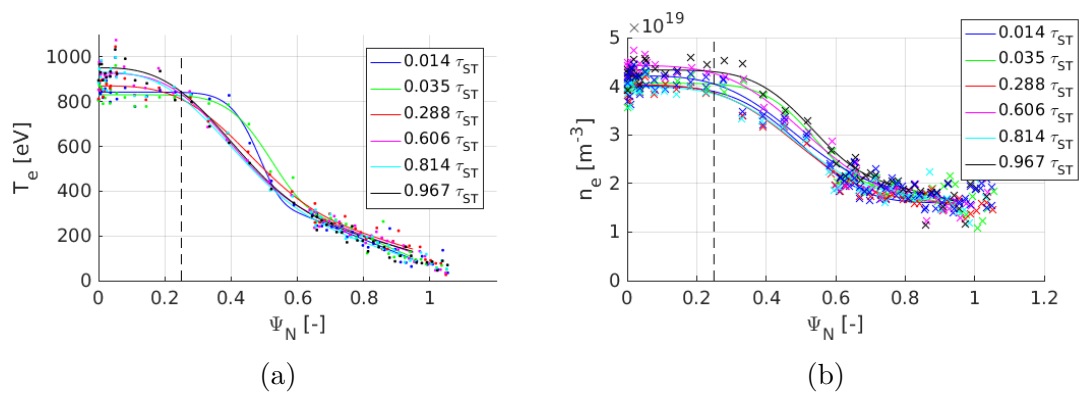 1000
800
600
400
200
0
T_e [eV]
0 0.2 0.4 0.6 0.8 1
Ψ_N [-]
0.014 τ_ST
0.035 τ_ST
0.288 τ_ST
0.606 τ_ST
0.814 τ_ST
0.967 τ_ST
(a)
×10^19
5
4
3
2
1
0
n_e [m^-3]
0 0.2 0.4 0.6 0.8 1 1.2
Ψ_N [-]
0.014 τ_ST
0.035 τ_ST
0.288 τ_ST
0.606 τ_ST
0.814 τ_ST
0.967 τ_ST
(b)